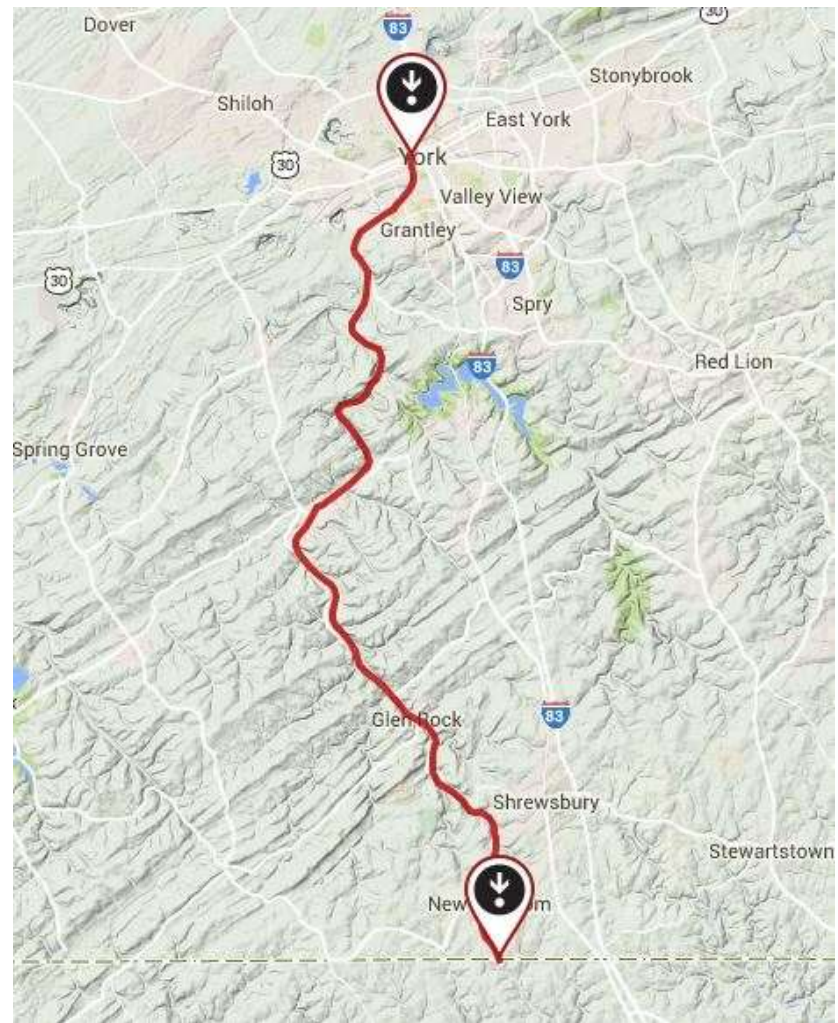 Dover
83
30
Stonybrook
Shiloh
East York
York
30
Valley View
Grantley
83
30
Spry
83
Red Lion
Spring Grove
83
Glen Rock
Shrewsbury
Stewartstown
New
m